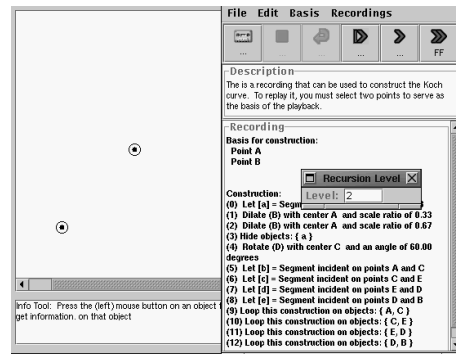 File Edit Basis Recordings
... ... ... ... ... FF
Description
The is a recording that can be used to construct the Koch
curve. To replay it, you must select two points to serve as
the basis of the playback.
Recording
Basis for construction:
Point A
Point B
Recursion Level
Level: 2
Construction:
(0) Let [a] =
(1) Dilate (B) with center A and scale ratio of 0.33
(2) Dilate (B) with center A and scale ratio of 0.67
(3) Hide objects: { a }
(4) Rotate (D) with center C and an angle of 60.00
degrees
(5) Let [b] = Segment incident on points A and C
(6) Let [c] = Segment incident on points C and E
(7) Let [d] = Segment incident on points E and D
(8) Let [e] = Segment incident on points D and B
(9) Loop this construction on objects: { A, C }
(10) Loop this construction on objects: { C, E }
(11) Loop this construction on objects: { E, D }
(12) Loop this construction on objects: { D, B }
Info Tool: Press the (left) mouse button on an object
get information. on that object